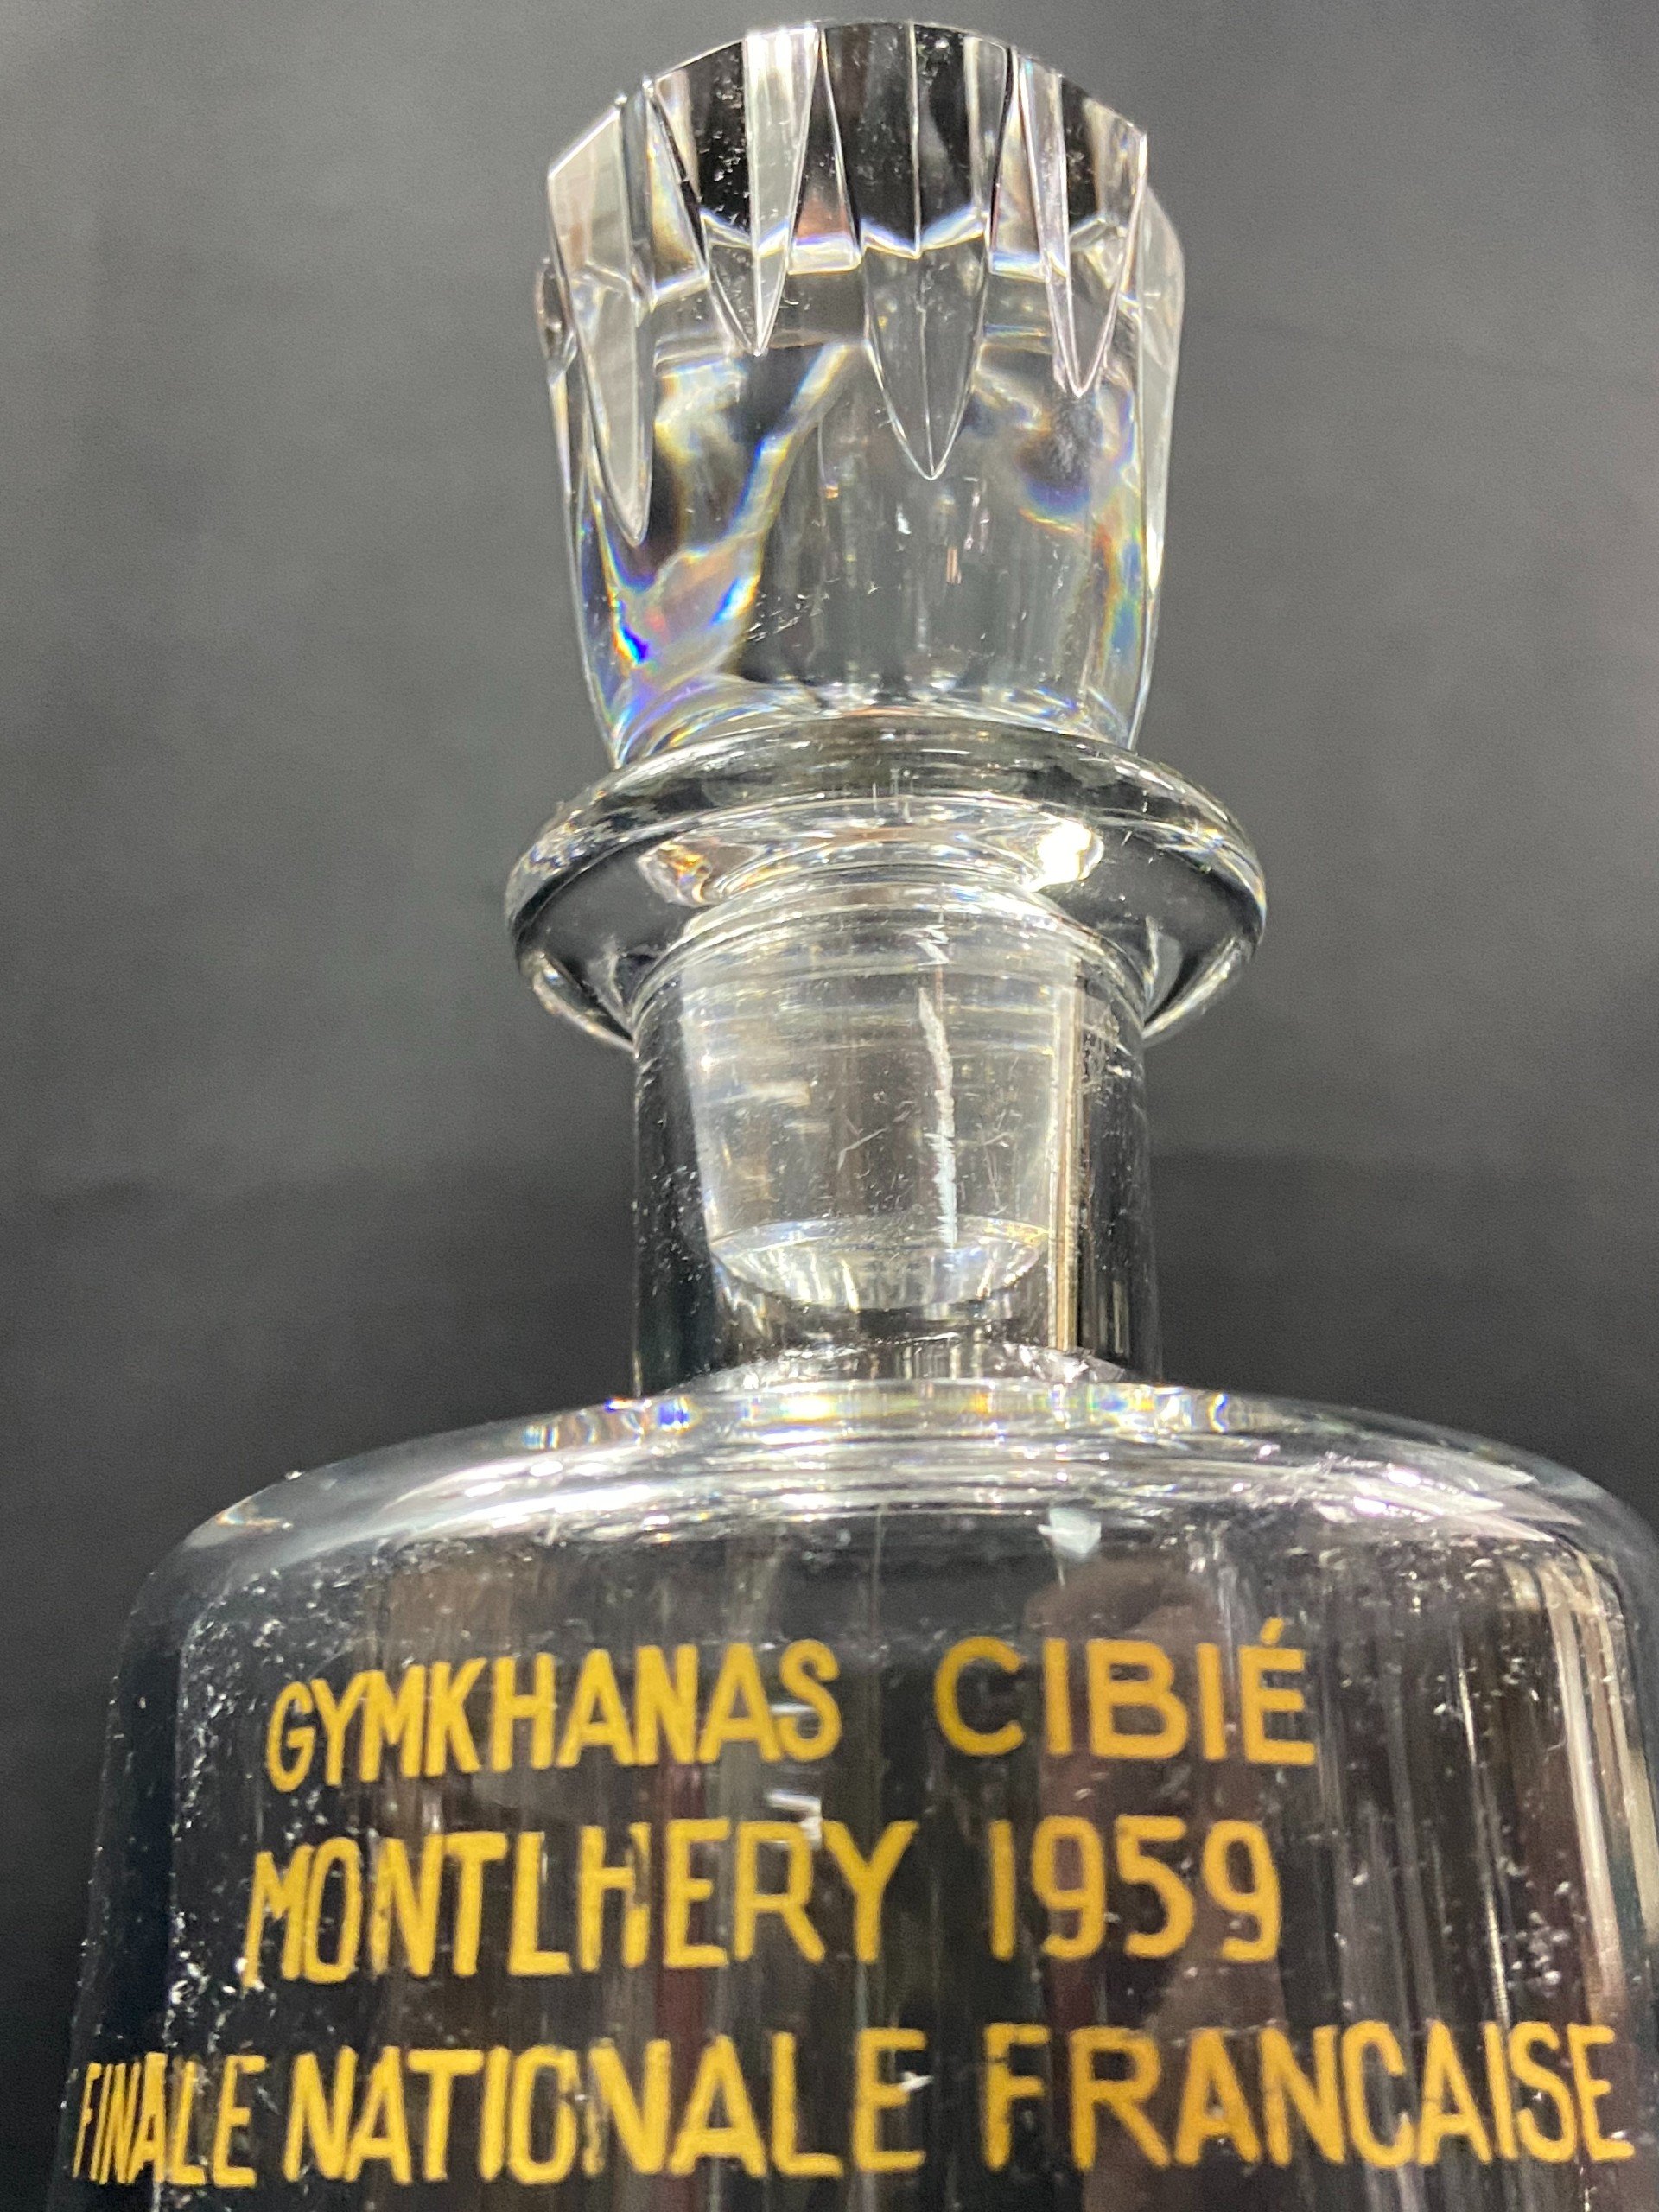 GYMKHANAS CIBIÉ
MONTLHERY 1959
FINALE NATIONALE FRANCAISE